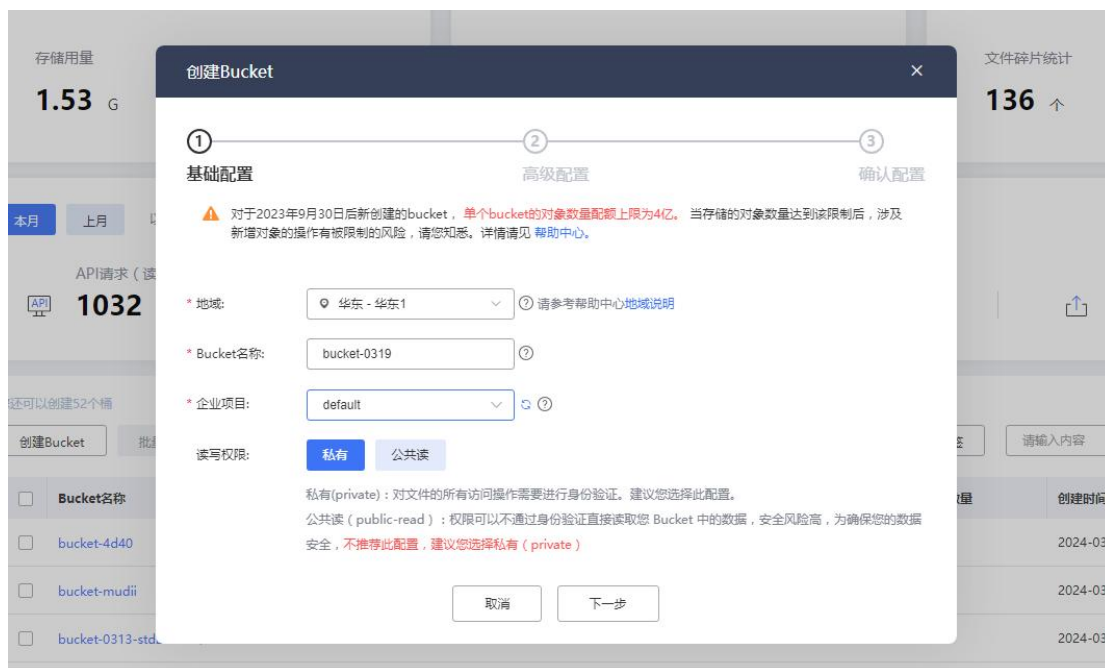 存储用量
1.53 G
文件碎片统计
136 个
创建Bucket
1
2
3
基础配置
高级配置
确认配置
对于2023年9月30日后新创建的bucket，单个bucket的对象数量配额上限为4亿。 当存储的对象数量达到该限制后，涉及
新增对象的操作有被限制的风险，请您知悉。详情请见 帮助中心。
本月
上月
API请求（读
API
1032
* 地域:
华东 - 华东1
请参考帮助中心地域说明
* Bucket名称:
bucket-0319
* 企业项目:
default
读写权限:
私有
公共读
私有(private)：对文件的所有访问操作需要进行身份验证。建议您选择此配置。
公共读（public-read）：权限可以不通过身份验证直接读取您 Bucket 中的数据，安全风险高，为确保您的数据
安全，不推荐此配置，建议您选择私有（private）
取消
下一步
还可以创建52个桶
创建Bucket
请输入内容
Bucket名称
量
创建时间
bucket-4d40
2024-03
bucket-mudii
2024-03
bucket-0313-std
2024-03